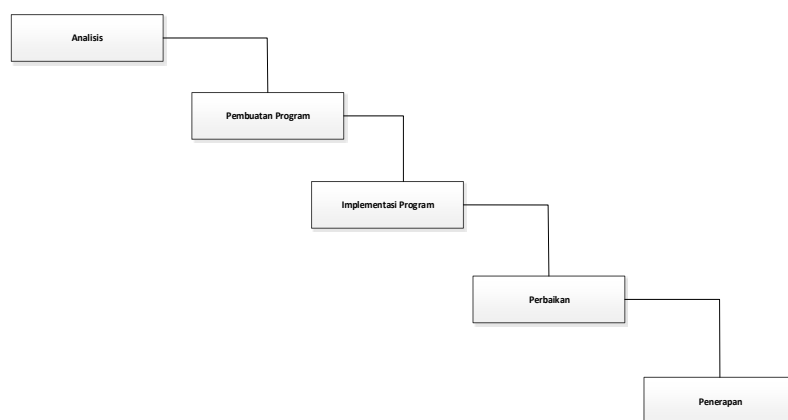 Analisis
Pembuatan Program
Implementasi Program
Perbaikan
Penerapan